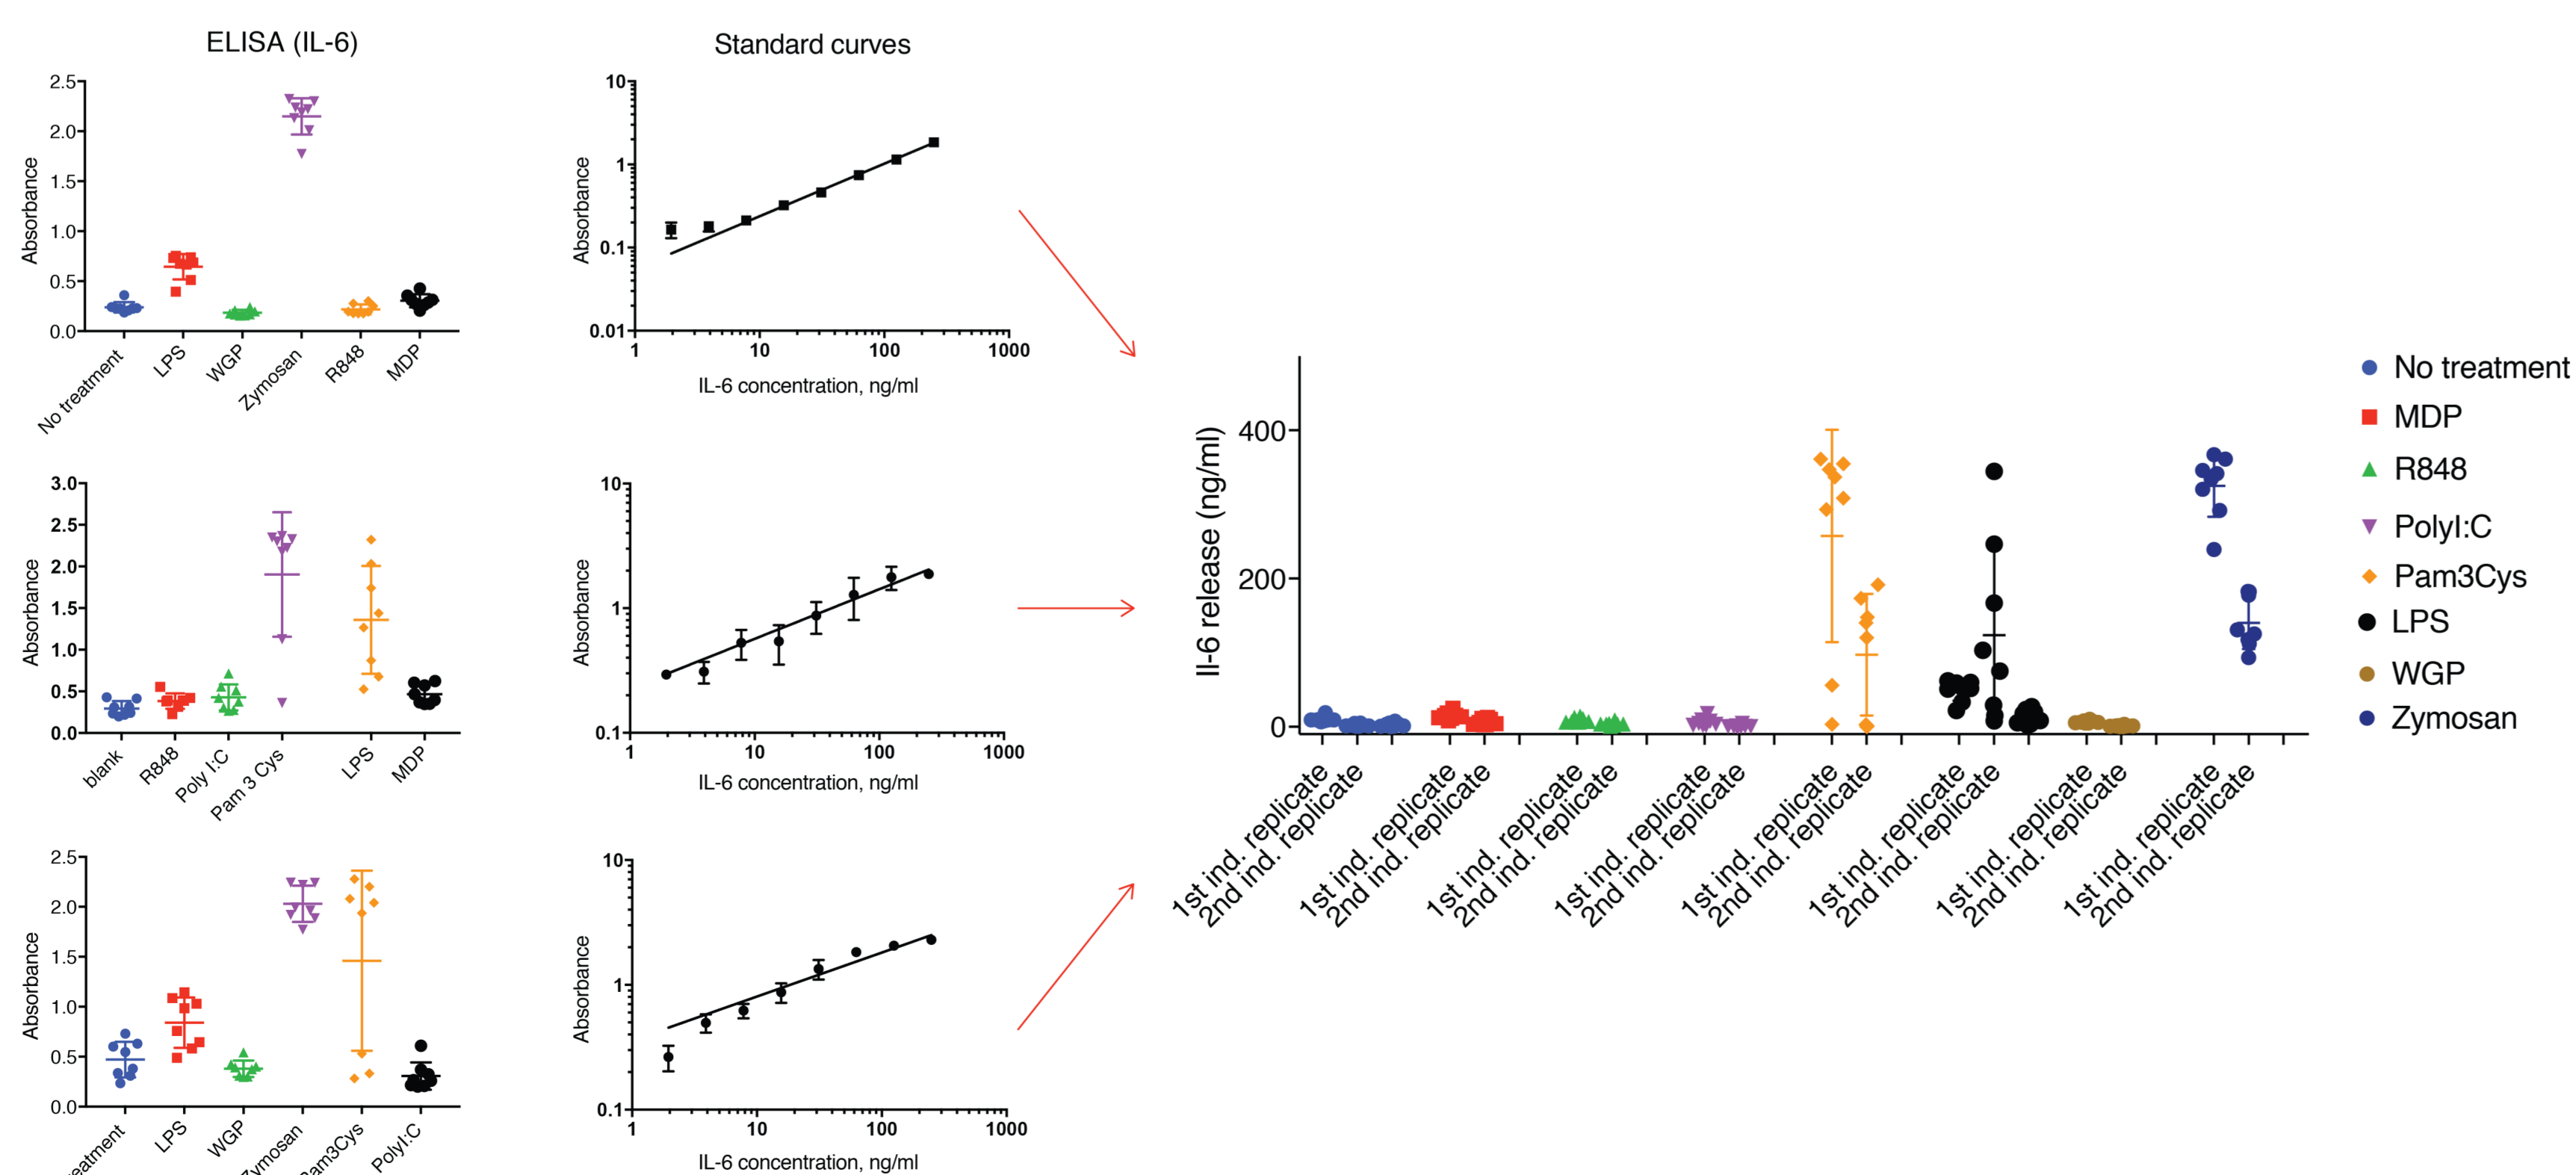 ELISA (IL-6)
Standard curves
Absorbance
2.5
2.0
1.5
1.0
0.5
0.0
No treatment
LPS
WGP
Zymosan
R848
MDP
Absorbance
10
1
0.1
0.01
1
10
100
1000
IL-6 concentration, ng/ml
Absorbance
3.0
2.5
2.0
1.5
1.0
0.5
0.0
blank
R848
Poly I:C
Pam 3 Cys
LPS
MDP
Absorbance
10
1
0.1
1
10
100
1000
IL-6 concentration, ng/ml
Absorbance
2.5
2.0
1.5
1.0
0.5
0.0
LPS
WGP
Zymosan
Pam3Cys
PolyI:C
Absorbance
10
1
0.1
1
10
100
1000
IL-6 concentration, ng/ml
Il-6 release (ng/ml)
400
200
0
1st ind. replicate
2nd ind. replicate
1st ind. replicate
2nd ind. replicate
1st ind. replicate
2nd ind. replicate
1st ind. replicate
2nd ind. replicate
1st ind. replicate
2nd ind. replicate
1st ind. replicate
2nd ind. replicate
1st ind. replicate
2nd ind. replicate
1st ind. replicate
2nd ind. replicate
No treatment
MDP
R848
PolyI:C
Pam3Cys
LPS
WGP
Zymosan